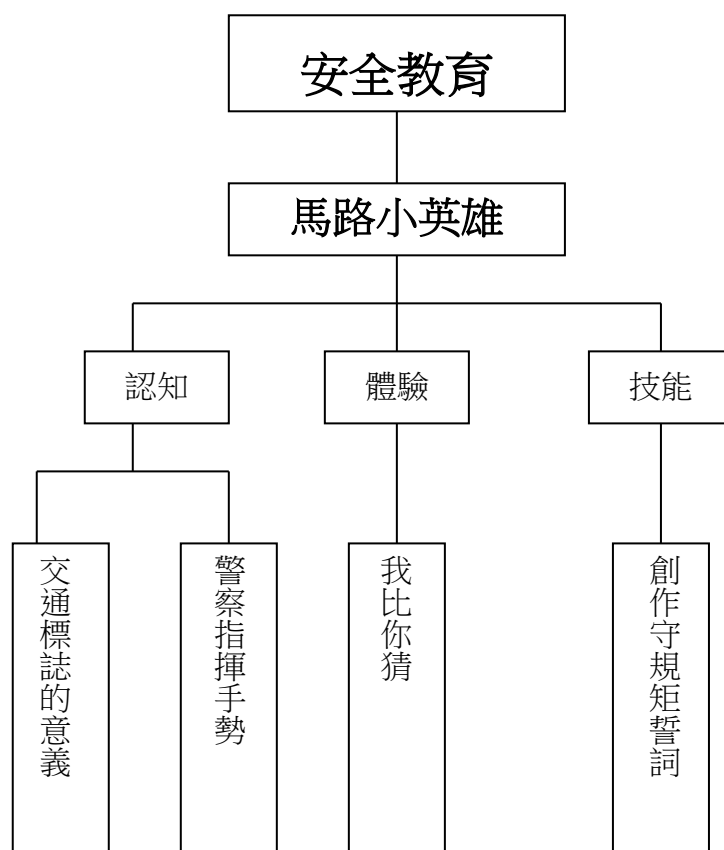 安全教育
馬路小英雄
認知
體驗
技能
交通標誌的意義
警察指揮手勢
我比你猜
創作守規矩誓詞